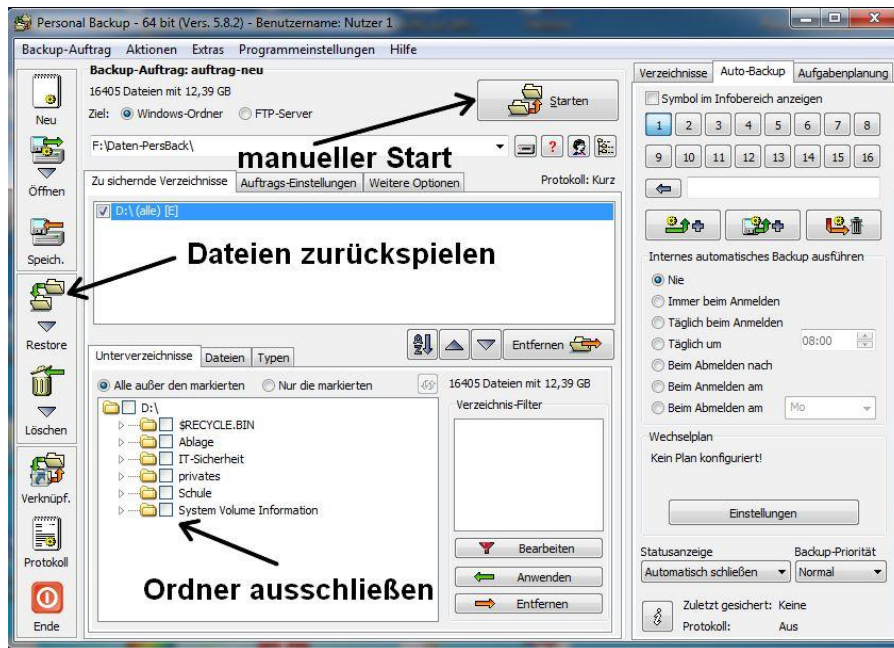 Personal Backup - 64 bit (Vers. 5.8.2) - Benutzername: Nutzer 1
Backup-Auftrag Aktionen Extras Programmeinstellungen Hilfe
Neu
Öffnen
Speich.
Restore
Löschen
Verknüpf.
Protokoll
Ende
Backup-Auftrag: auftrag-neu
16405 Dateien mit 12,39 GB
Ziel: Windows-Ordner FTP-Server
Starten
F:\Daten-PersBack\
manueller Start
Zu sichernde Verzeichnisse Auftrags-Einstellungen Weitere Optionen Protokoll: Kurz
D:\ (alle) [E]
Dateien zurückspielen
Entfernen
Unterverzeichnisse Dateien Typen
Alle außer den markierten Nur die markierten 16405 Dateien mit 12,39 GB
D:\
$RECYCLE.BIN
Ablage
IT-Sicherheit
privates
Schule
System Volume Information
Ordner ausschließen
Verzeichnis-Filter
Bearbeiten
Anwenden
Entfernen
Verzeichnisse Auto-Backup Aufgabenplanung
Symbol im Infobereich anzeigen
1 2 3 4 5 6 7 8
9 10 11 12 13 14 15 16
Internes automatisches Backup ausführen
Nie
Immer beim Anmelden
Täglich beim Anmelden
Täglich um 08:00
Beim Abmelden nach
Beim Anmelden am
Beim Abmelden am Mo
Wechselplan
Kein Plan konfiguriert!
Einstellungen
Statusanzeige Backup-Priorität
Automatisch schließen Normal
Zuletzt gesichert: Keine
Protokoll: Aus